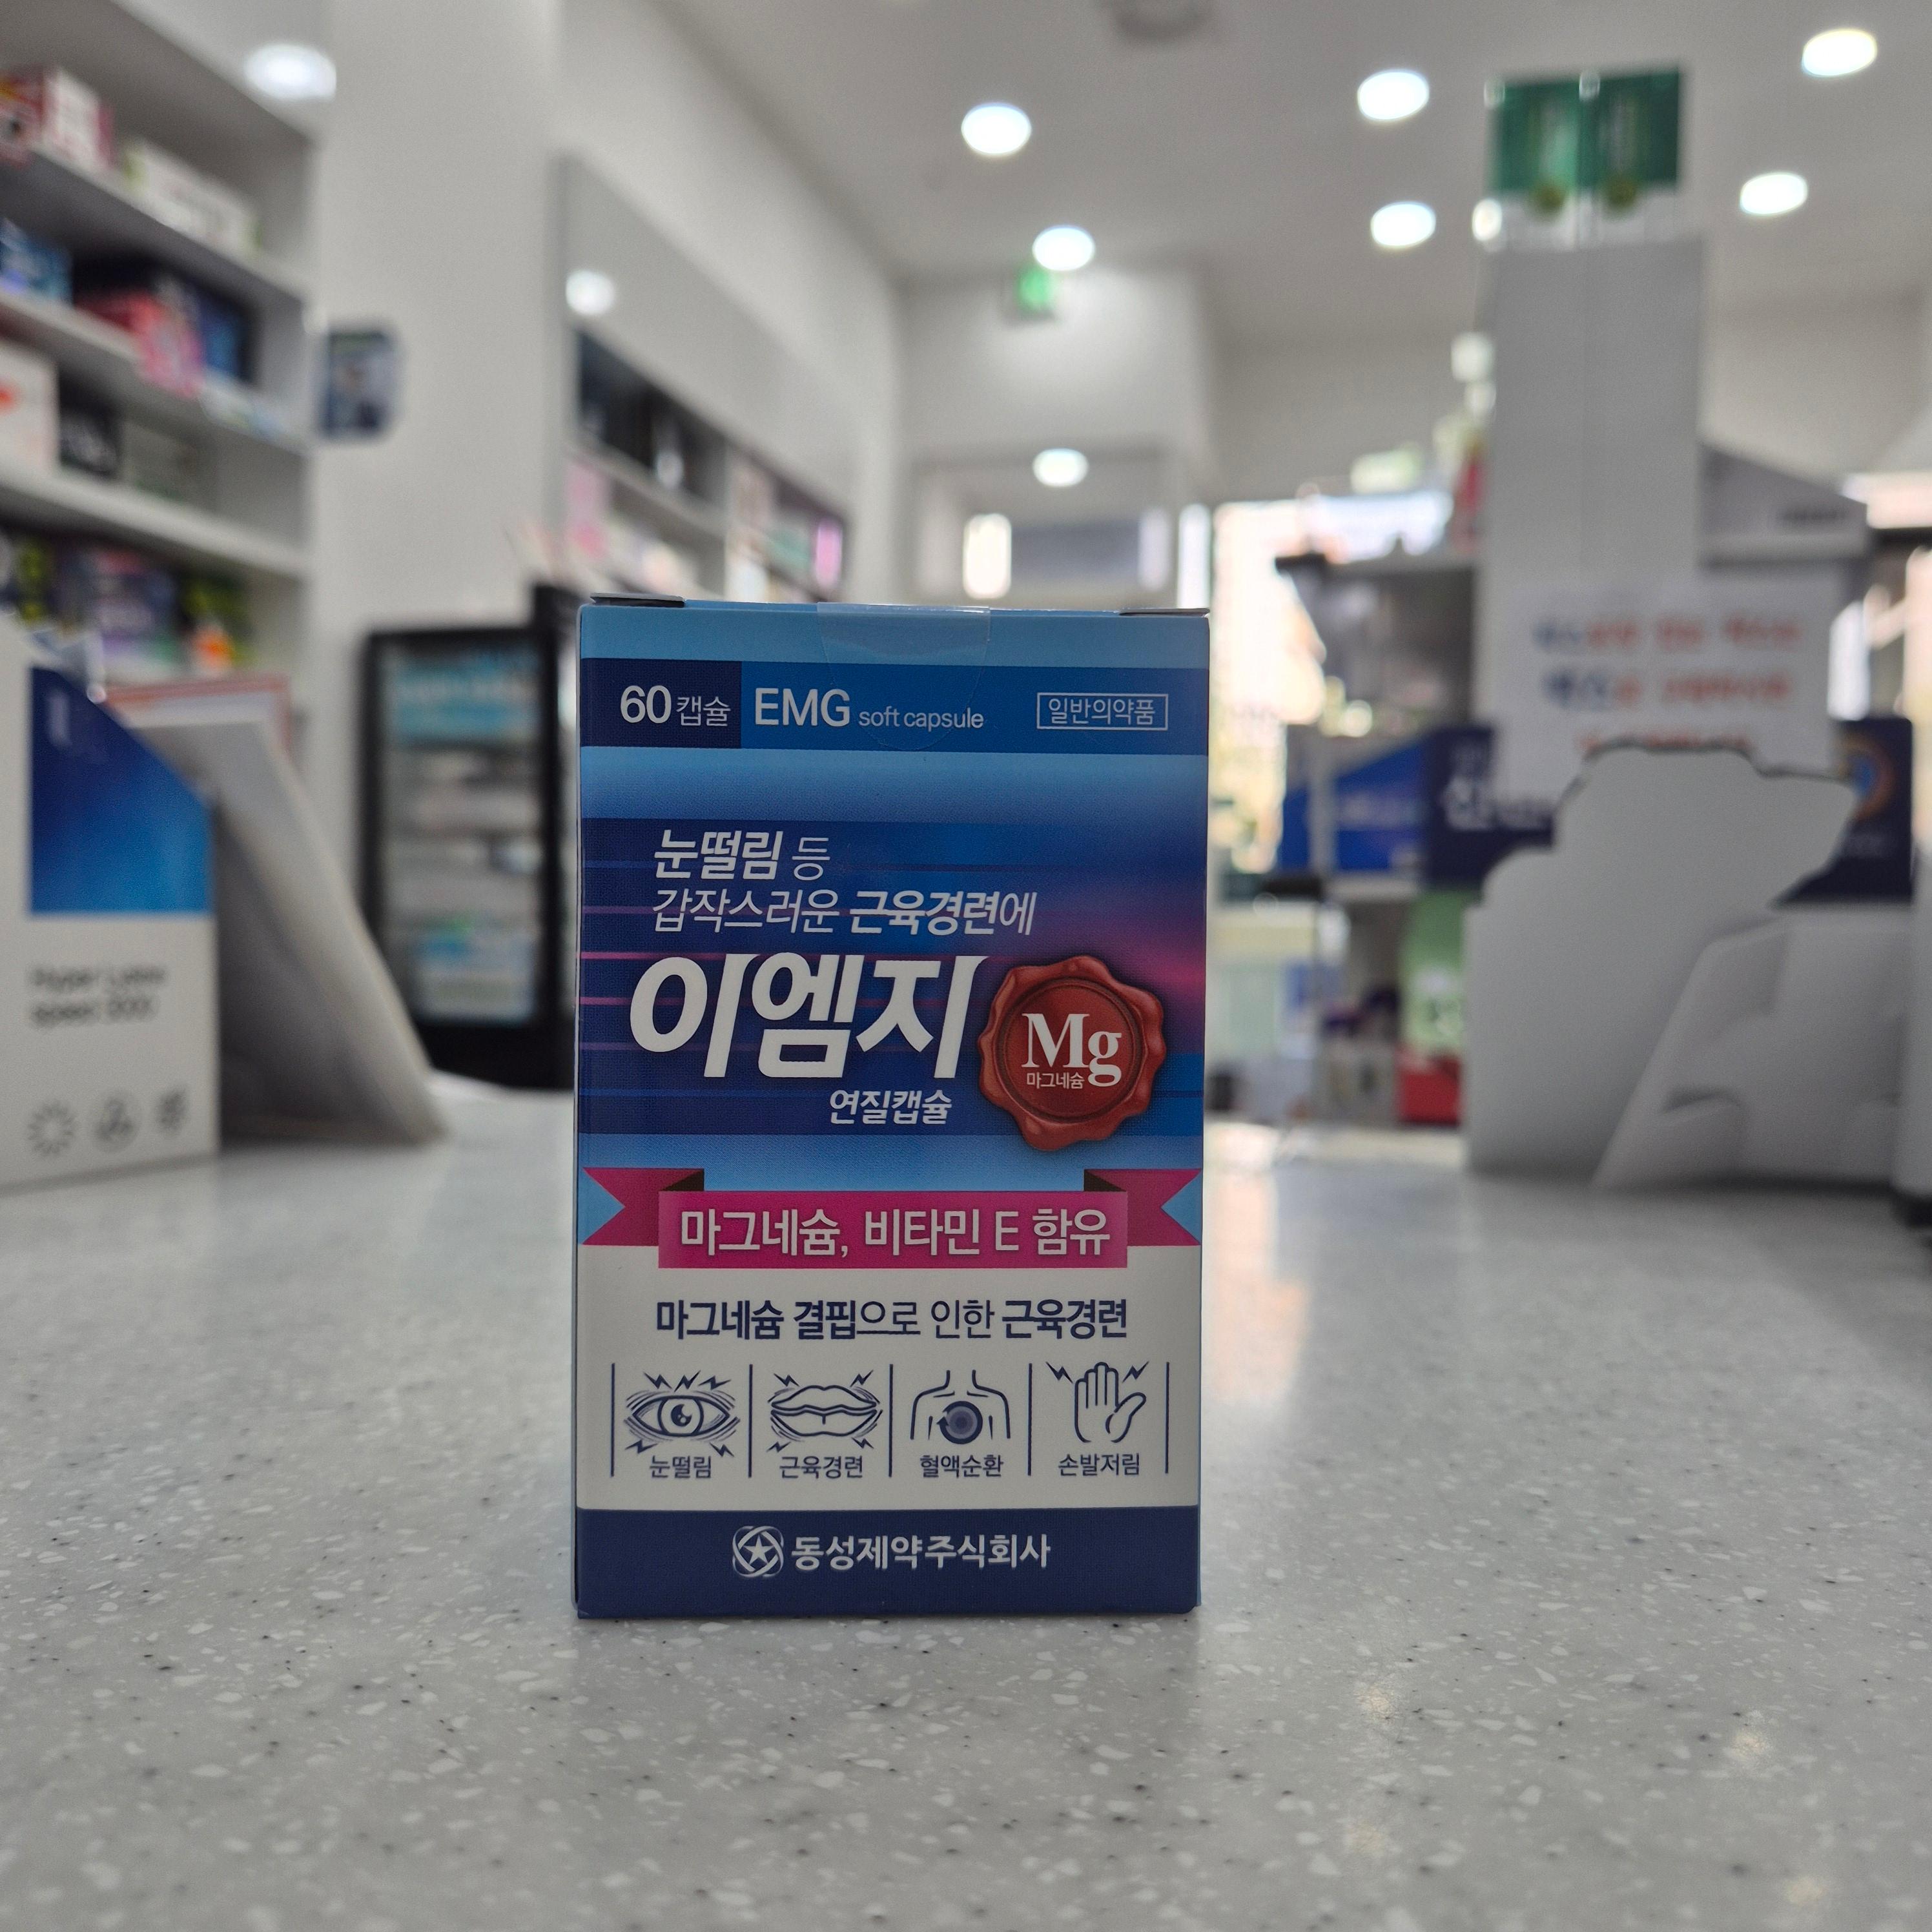 60캡슐 EMG soft capsule 일반의약품
눈떨림 등
갑작스러운 근육경련에
이엠지
연질캡슐
Mg
마그네슘
마그네슘, 비타민 E 함유
마그네슘 결핍으로 인한 근육경련
눈떨림 근육경련 혈액순환 손발저림
동성제약주식회사